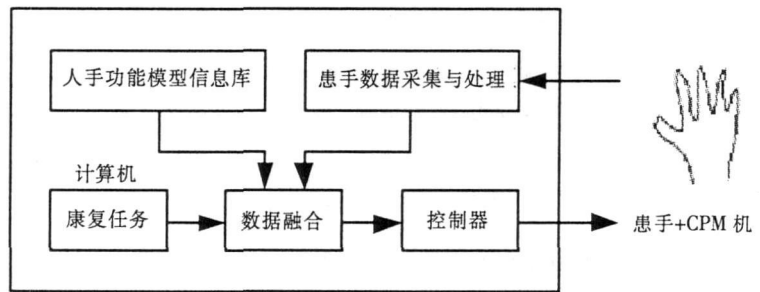 人手功能模型信息库
患手数据采集与处理
计算机
康复任务
数据融合
控制器
患手+CPM 机